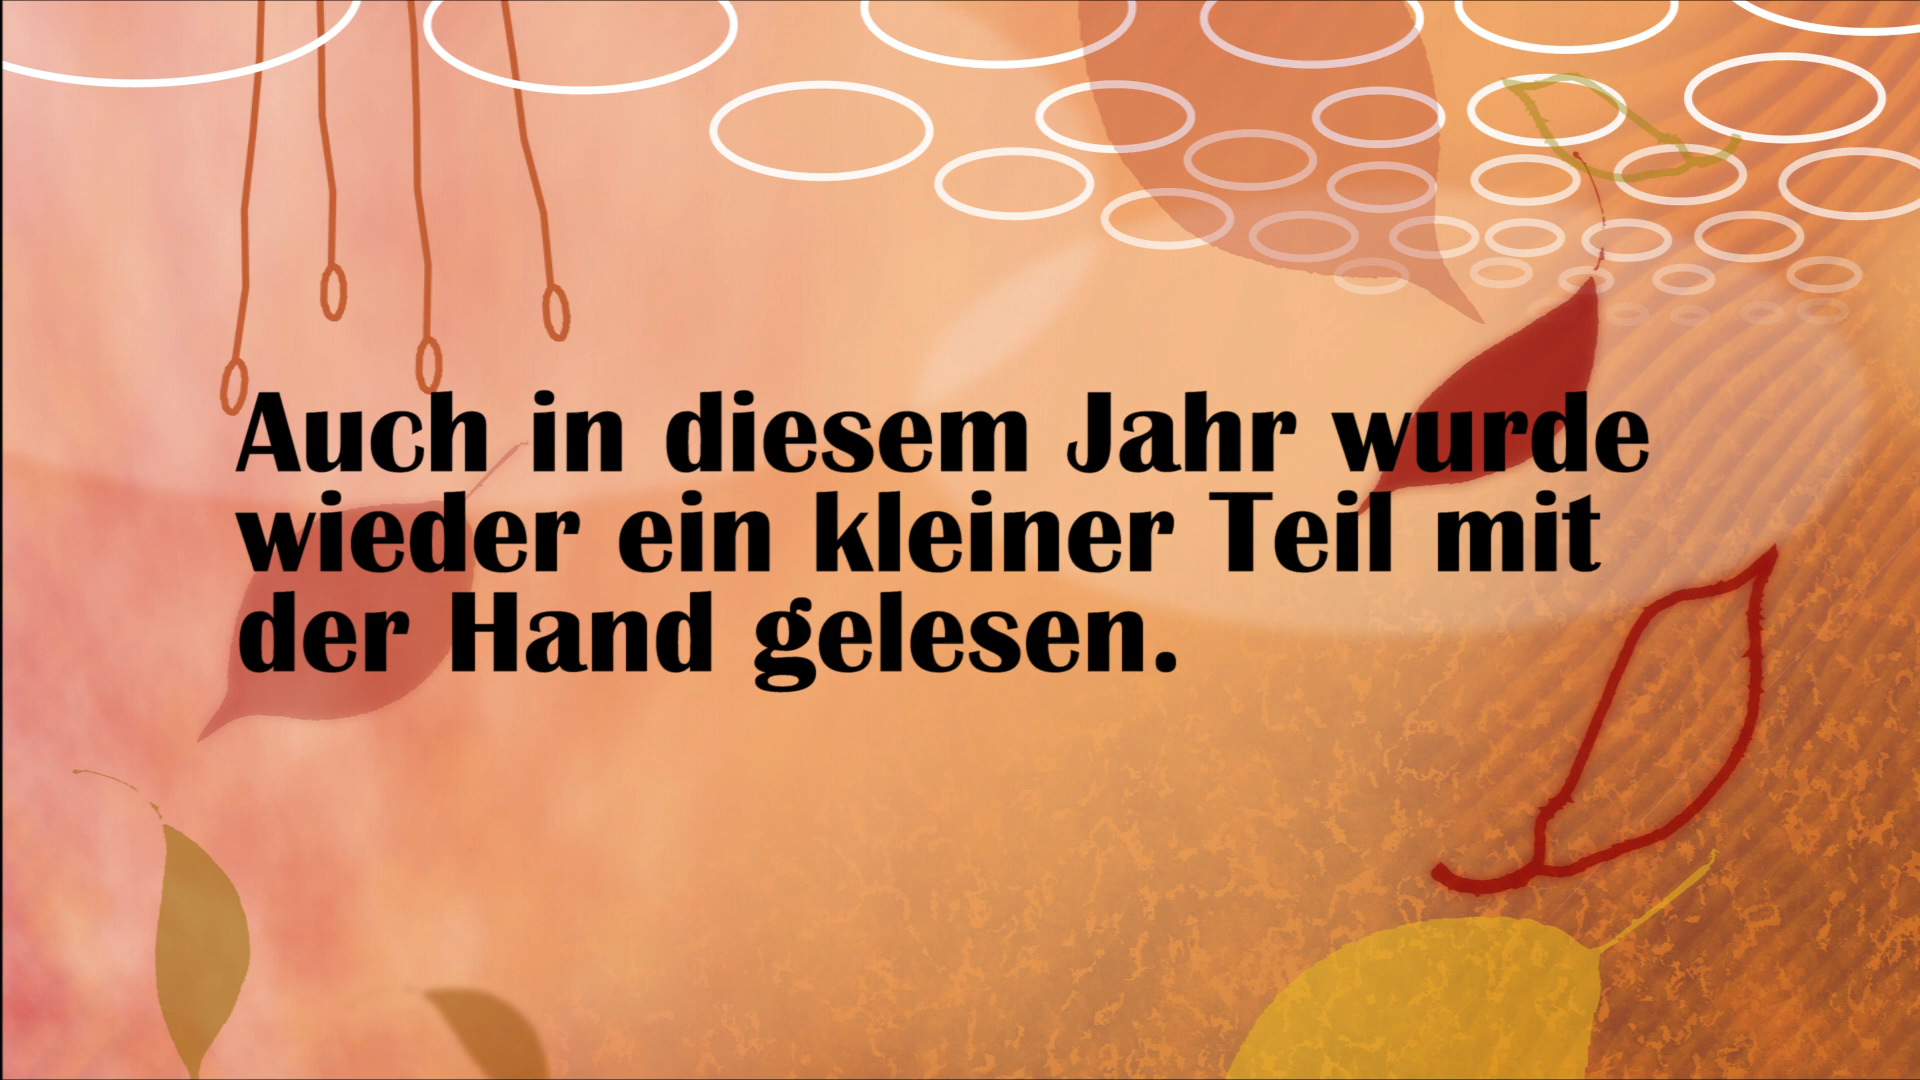 Auch in diesem Jahr wurde
wieder ein kleiner Teil mit
der Hand gelesen.